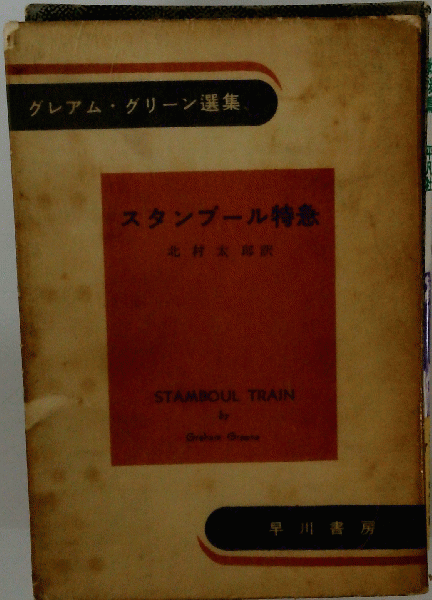 グレアム・グリーン選集
スタンブール特急
北村太郎訳
STAMBOUL TRAIN
by
Graham Greene
早川書房